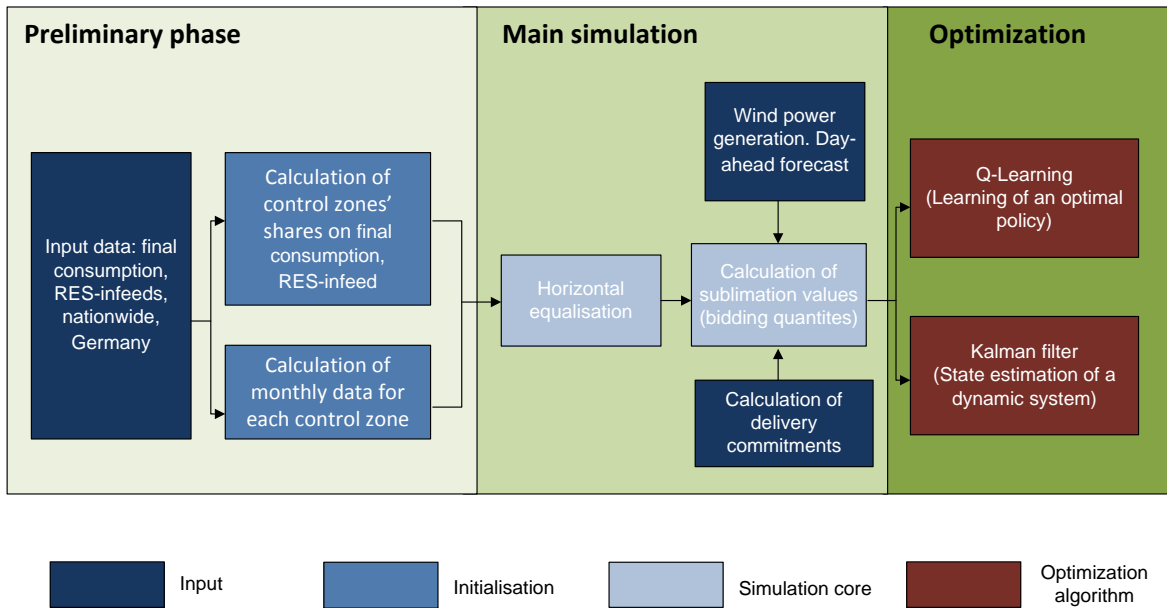 Preliminary phase
Main simulation
Optimization
Input data: final
consumption,
RES-infeeds,
nationwide,
Germany
Calculation of
control zones’
shares on final
consumption,
RES-infeed
Calculation of
monthly data for
each control zone
Horizontal
equalisation
Wind power
generation. Day-
ahead forecast
Calculation of
sublimation values
(bidding quantites)
Calculation of
delivery
commitments
Q-Learning
(Learning of an optimal
policy)
Kalman filter
(State estimation of a
dynamic system)
Input
Initialisation
Simulation core
Optimization
algorithm